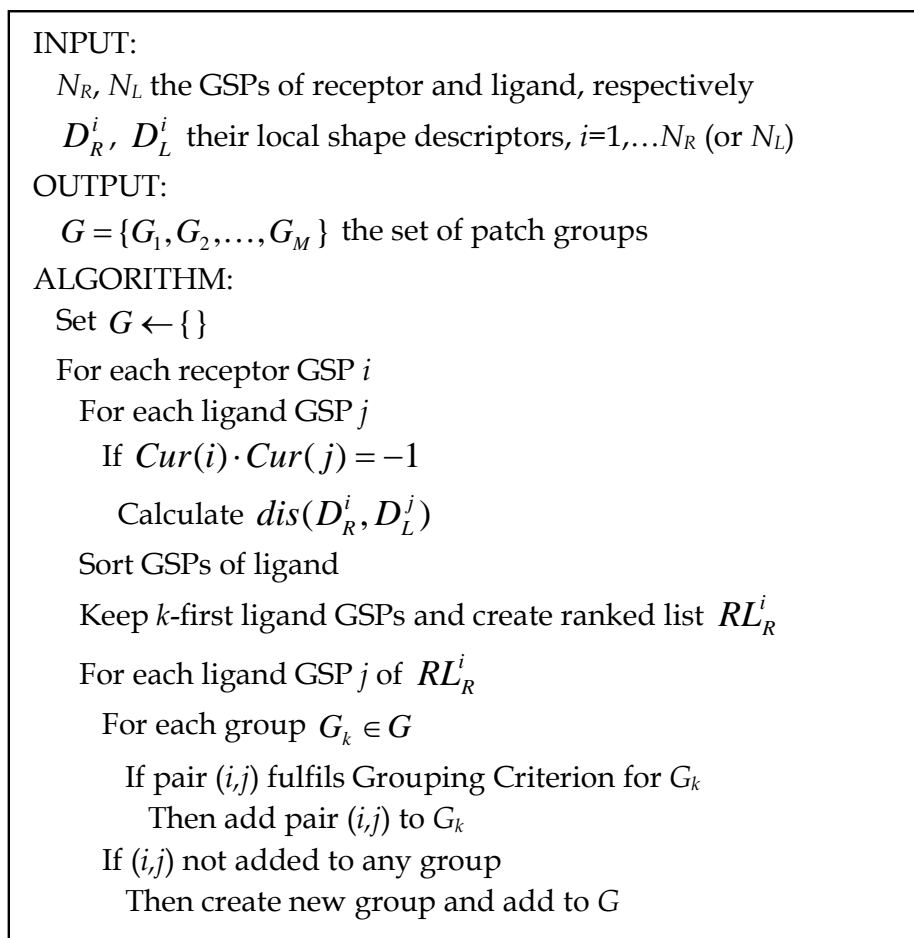 INPUT:
N_R, N_L the GSPs of receptor and ligand, respectively
D_R^i, D_L^i their local shape descriptors, i=1,…N_R (or N_L)
OUTPUT:
G = {G_1, G_2, …, G_M} the set of patch groups
ALGORITHM:
Set G ← { }
For each receptor GSP i
For each ligand GSP j
If Cur(i) · Cur(j) = −1
Calculate dis(D_R^i, D_L^j)
Sort GSPs of ligand
Keep k-first ligand GSPs and create ranked list RL_R^i
For each ligand GSP j of RL_R^i
For each group G_k ∈ G
If pair (i,j) fulfils Grouping Criterion for G_k
Then add pair (i,j) to G_k
If (i,j) not added to any group
Then create new group and add to G